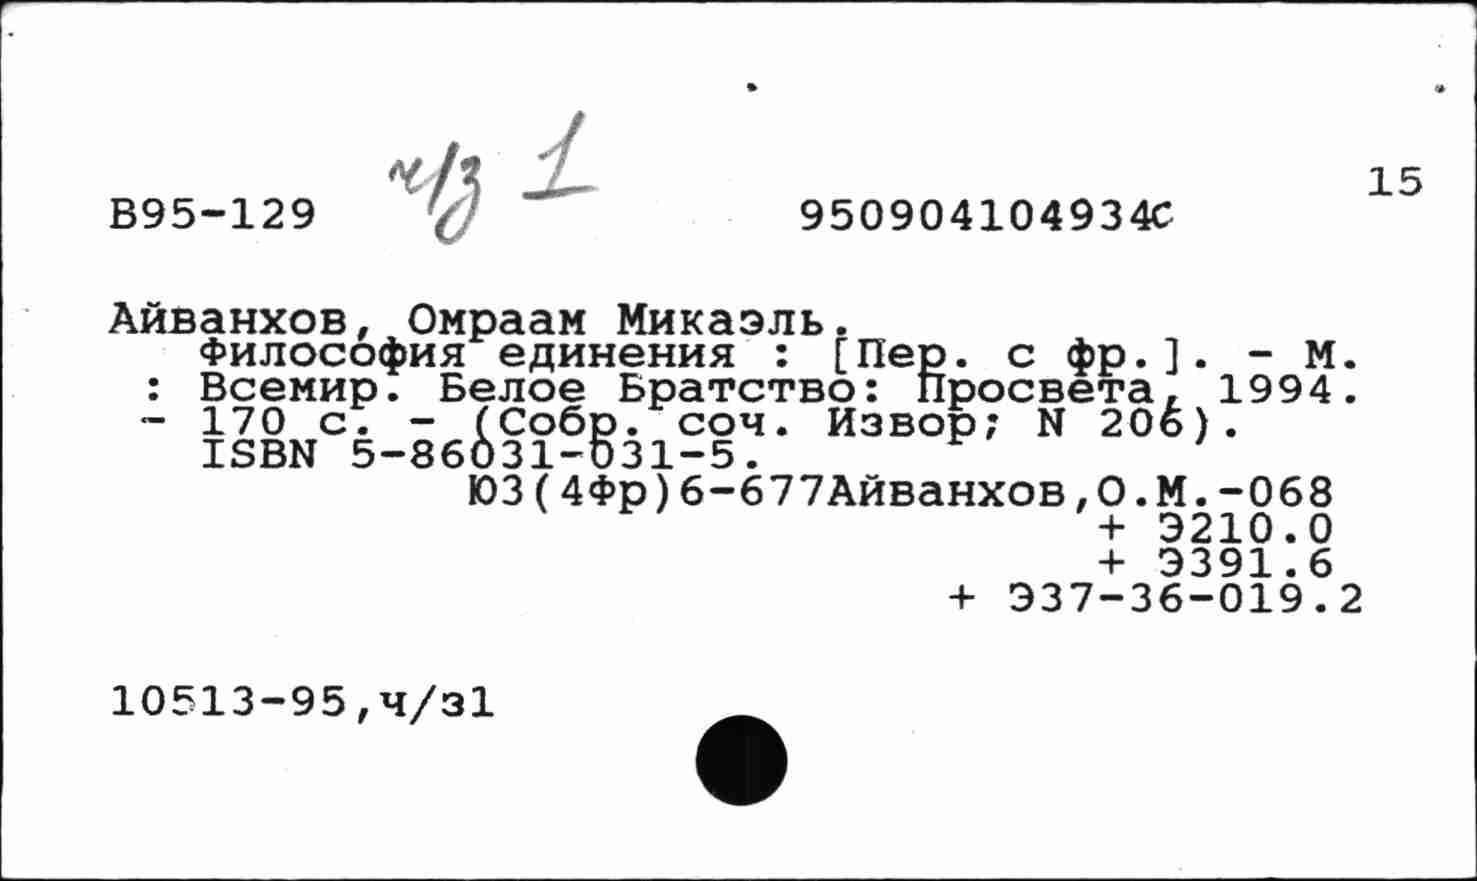 ч/з 1
15
В95-129
950904104934С
Айванхов, Омраам Микаэль.
Философия единения : [Пер. с фр.]. - М.
: Всемир. Белое Братство: Просвета, 1994.
- 170 с. - (Собр. соч. Извор; N 206).
ISBN 5-86031-031-5.
Ю3(4Фр)6-677Айванхов,О.М.-068
+ Э210.0
+ Э391.6
+ Э37-36-019.2
10513-95,ч/з1